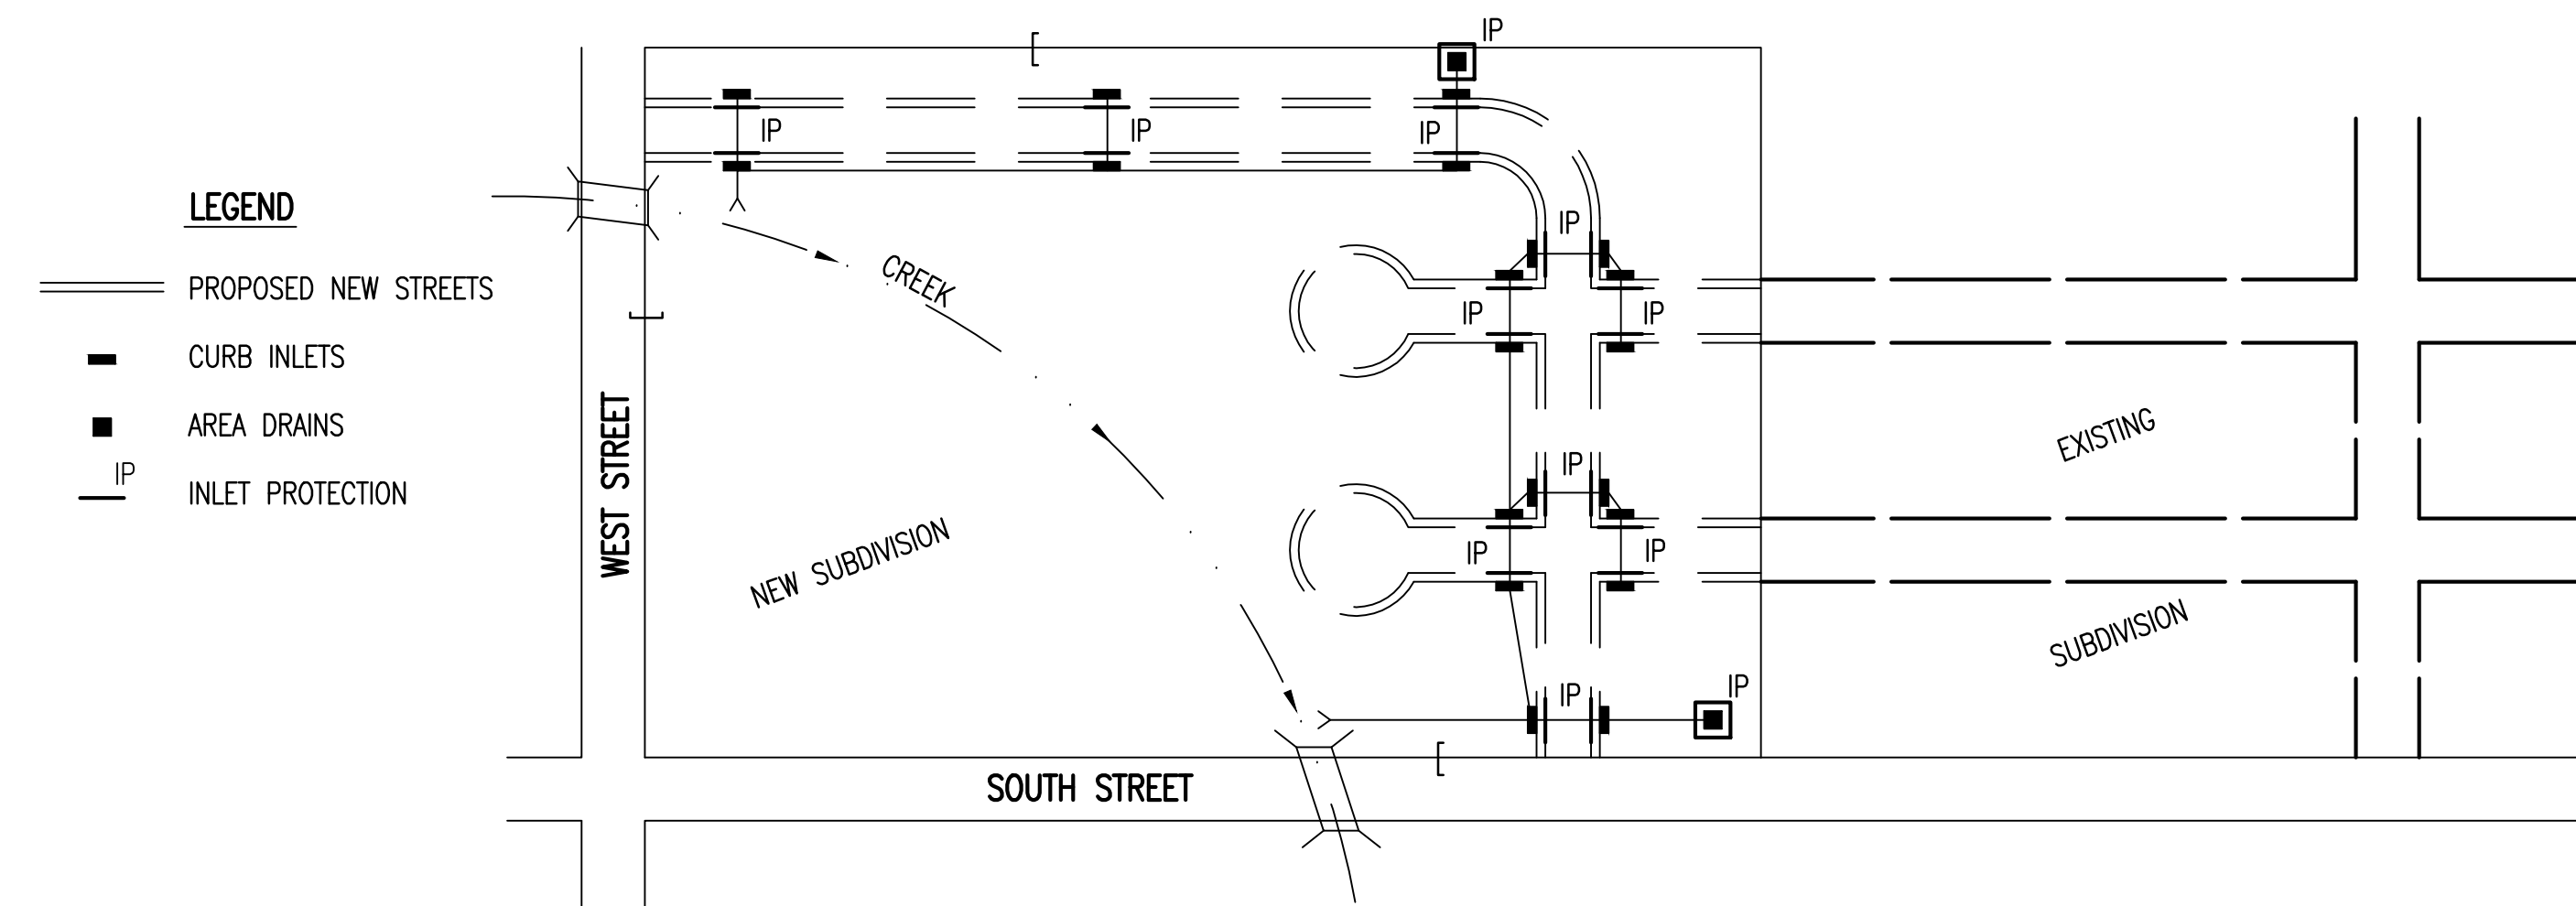 LEGEND
PROPOSED NEW STREETS
CURB INLETS
AREA DRAINS
IP
INLET PROTECTION
WEST STREET
CREEK
NEW SUBDIVISION
SOUTH STREET
IP
IP
IP
IP
IP
IP
IP
IP
IP
IP
IP
IP
EXISTING
SUBDIVISION